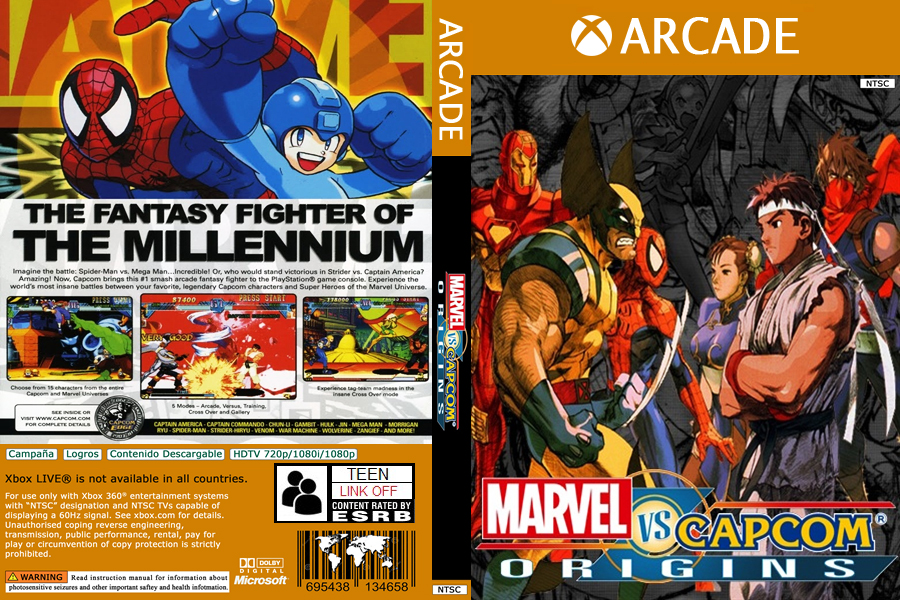 THE FANTASY FIGHTER OF
THE MILLENNIUM
Imagine the battle: Spider-Man vs. Mega Man...Incredible! Or, who would stand victorious in Strider vs. Captain America?
Amazing! Now, Capcom brings this #1 smash arcade fantasy fighter to the PlayStation® game console. Experience the
world's most insane battles between your favorite, legendary Capcom characters and Super Heroes of the Marvel Universe.
PRESS
87400
PRESS START
VERY GOOD
178000
Choose from 15 characters from the entire
Capcom and Marvel Universes
5 Modes - Arcade, Versus, Training,
Cross Over and Gallery
Experience tag-team madness in the
insane Cross Over mode
SEE INSIDE OR
VISIT WWW.CAPCOM.COM
FOR COMPLETE DETAILS
CAPCOM
EDGE
CAPTAIN AMERICA - CAPTAIN COMMANDO - CHUN-LI - GAMBIT - HULK - JIN - MEGA MAN - MORRIGAN
RYU - SPIDER-MAN - STRIDER-HIRYU - VENOM - WAR MACHINE - WOLVERINE - ZANGIEF - AND MORE!
Campaña Logros Contenido Descargable HDTV 720p/1080i/1080p
Xbox LIVE® is not available in all countries.
For use only with Xbox 360® entertainment systems
with “NTSC” designation and NTSC TVs capable of
displaying a 60Hz signal. See xbox.com for details.
Unauthorised coping reverse engineering,
transmission, public performance, rental, pay for
play or circumvention of copy protection is strictly
prohibited.
WARNING Read instruction manual for information about
photosensitive seizures and other important saftey and health infotmation.
DOLBY
DIGITAL
Microsoft®
TEEN
LINK OFF
CONTENT RATED BY
ESRB
695438 134658
ARCADE
MARVEL
VS
CAPCOM®
ORIGINS
NTSC
ARCADE
NTSC
MARVEL
VS CAPCOM®
ORIGINS